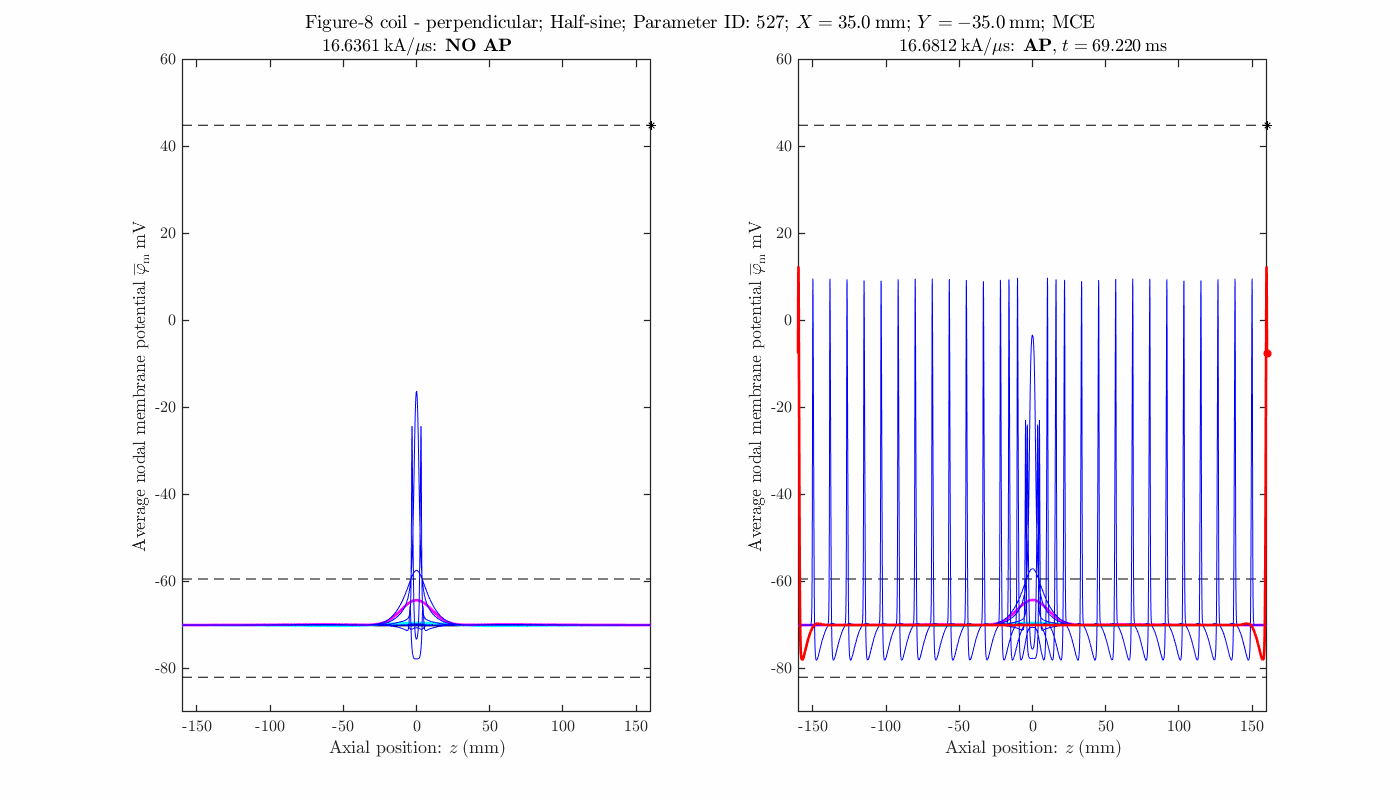 Figure-8 coil - perpendicular; Half-sine; Parameter ID: 527; X = 35.0 mm; Y = −35.0 mm; MCE
16.6361 kA/μs: NO AP
60
40
20
0
-20
-40
-60
-80
-150 -100 -50 0 50 100 150
Axial position: z (mm)
Average nodal membrane potential φ̅m mV
16.6812 kA/μs: AP, t = 69.220 ms
60
40
20
0
-20
-40
-60
-80
-150 -100 -50 0 50 100 150
Axial position: z (mm)
Average nodal membrane potential φ̅m mV